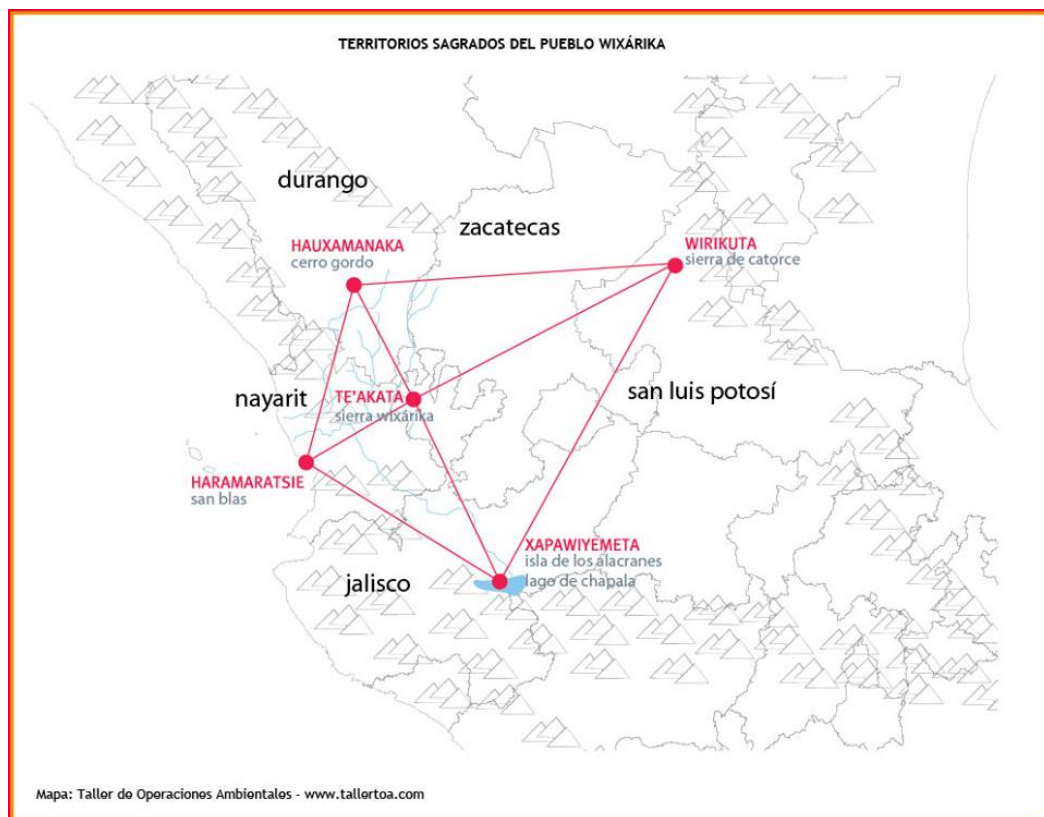 TERRITORIOS SAGRADOS DEL PUEBLO WIXÁRIKA
durango
zacatecas
HAUXAMANAKA
cerro gordo
WIRIKUTA
sierra de catorce
nayarit
TE'AKATA
sierra wixárika
san luis potosí
HARAMARATSIE
san blas
XAPAWIYEMETA
isla de los álacranes
lago de chapala
jalisco
Mapa: Taller de Operaciones Ambientales - www.tallertoa.com